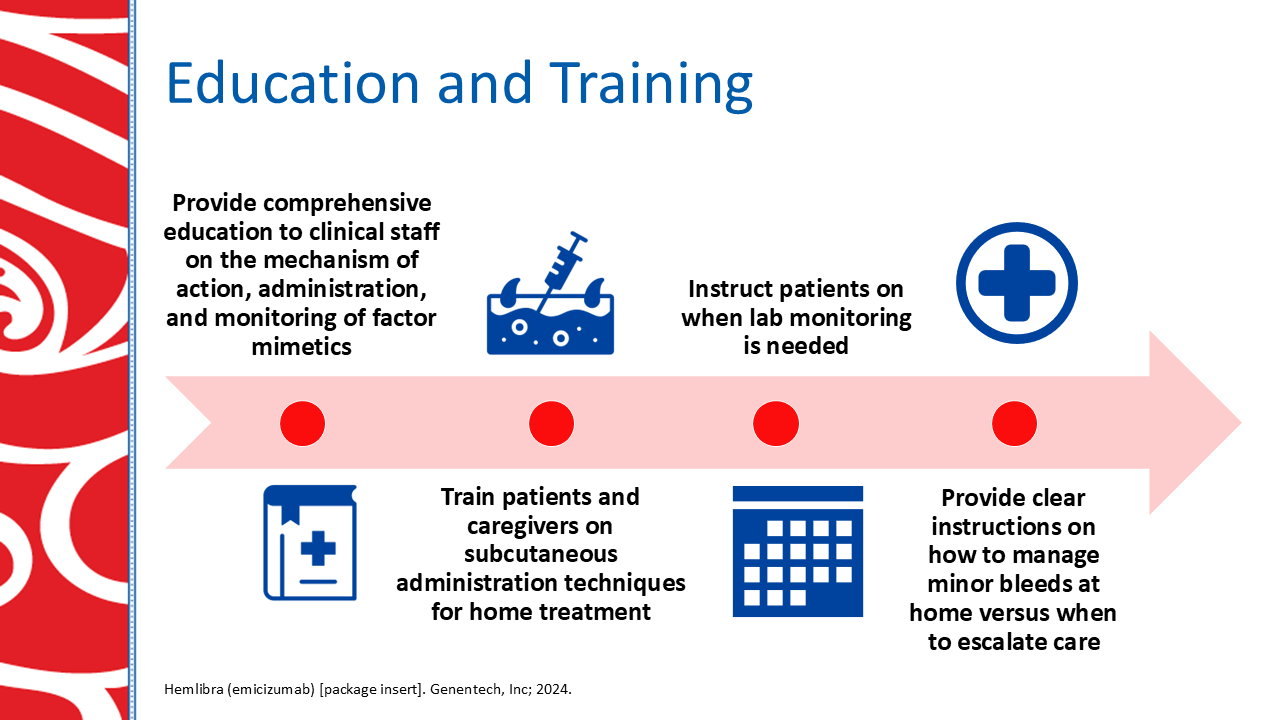 Education and Training
Provide comprehensive
education to clinical staff
on the mechanism of
action, administration,
and monitoring of factor
mimetics
Train patients and
caregivers on
subcutaneous
administration techniques
for home treatment
Instruct patients on
when lab monitoring
is needed
Provide clear
instructions on
how to manage
minor bleeds at
home versus when
to escalate care
Hemlibra (emicizumab) [package insert]. Genentech, Inc; 2024.